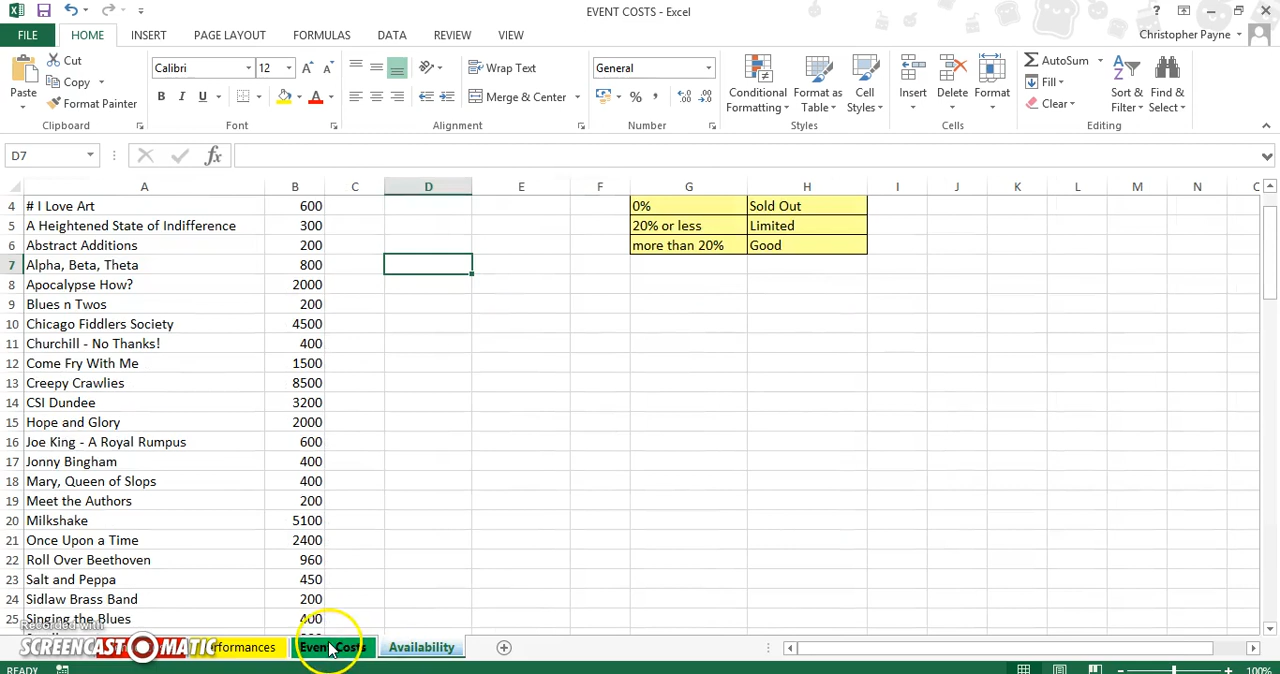 EVENT COSTS - Excel
?
FILE HOME INSERT PAGE LAYOUT FORMULAS DATA REVIEW VIEW Christopher Payne
Paste Cut Copy Format Painter Clipboard
Calibri 12 A A B I U A Font
Wrap Text Merge & Center Alignment
General % , Number
Conditional Formatting Format as Table Cell Styles Styles
Insert Delete Format Cells
AutoSum Fill Clear Sort & Filter Find & Select Editing
D7 fx
A B C D E F G H I J K L M N
4 # I Love Art 600 0% Sold Out
5 A Heightened State of Indifference 300 20% or less Limited
6 Abstract Additions 200 more than 20% Good
7 Alpha, Beta, Theta 800
8 Apocalypse How? 2000
9 Blues n Twos 200
10 Chicago Fiddlers Society 4500
11 Churchill - No Thanks! 400
12 Come Fry With Me 1500
13 Creepy Crawlies 8500
14 CSI Dundee 3200
15 Hope and Glory 2000
16 Joe King - A Royal Rumpus 600
17 Jonny Bingham 400
18 Mary, Queen of Slops 400
19 Meet the Authors 200
20 Milkshake 5100
21 Once Upon a Time 2400
22 Roll Over Beethoven 960
23 Salt and Peppa 450
24 Sidlaw Brass Band 200
25 Singing the Blues 400
Recorded with
SCREENCAST-O-MATIC
rformances Event Costs Availability
READY 100%